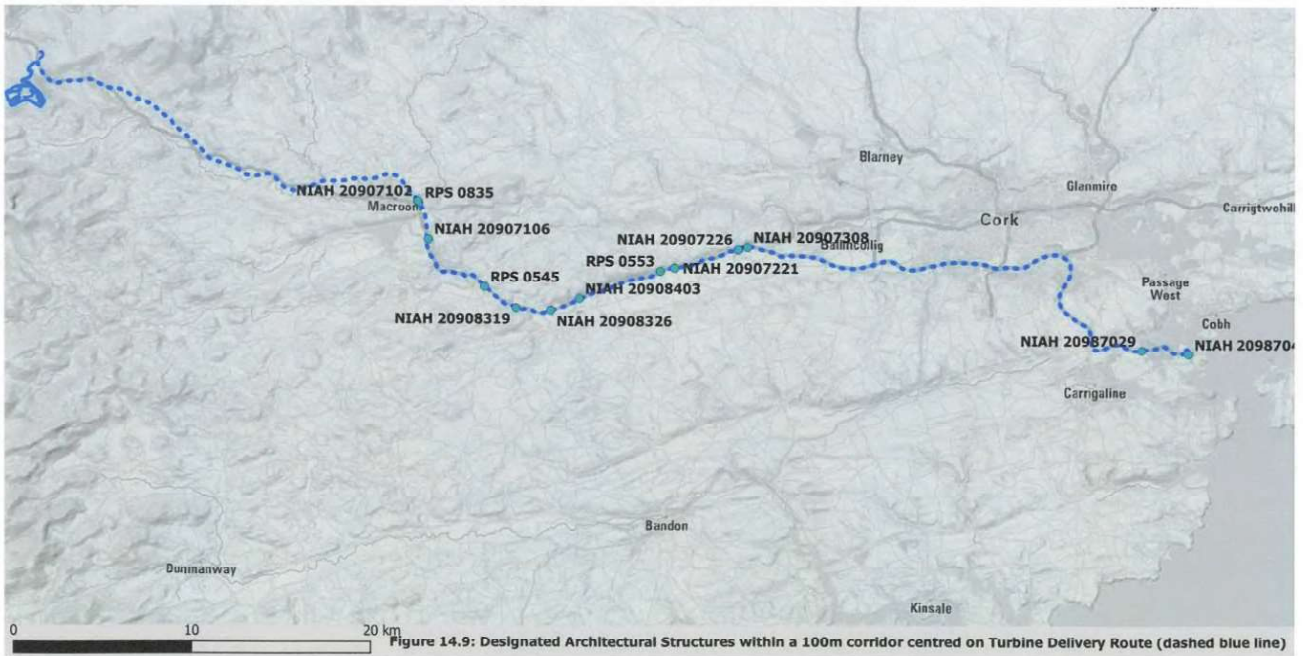 Blarney
Glanmire
NIAH 20907102
RPS 0835
Macroom
Carrigtwohill
Cork
NIAH 20907106
NIAH 20907226
NIAH 20907308
Ballincollig
RPS 0553
NIAH 20907221
RPS 0545
NIAH 20908403
Passage
West
NIAH 20908319
NIAH 20908326
Cobh
NIAH 20987029
NIAH 2098704
Carrigaline
Bandon
Dunmanway
Kinsale
0 10 20 km
Figure 14.9: Designated Architectural Structures within a 100m corridor centred on Turbine Delivery Route (dashed blue line)